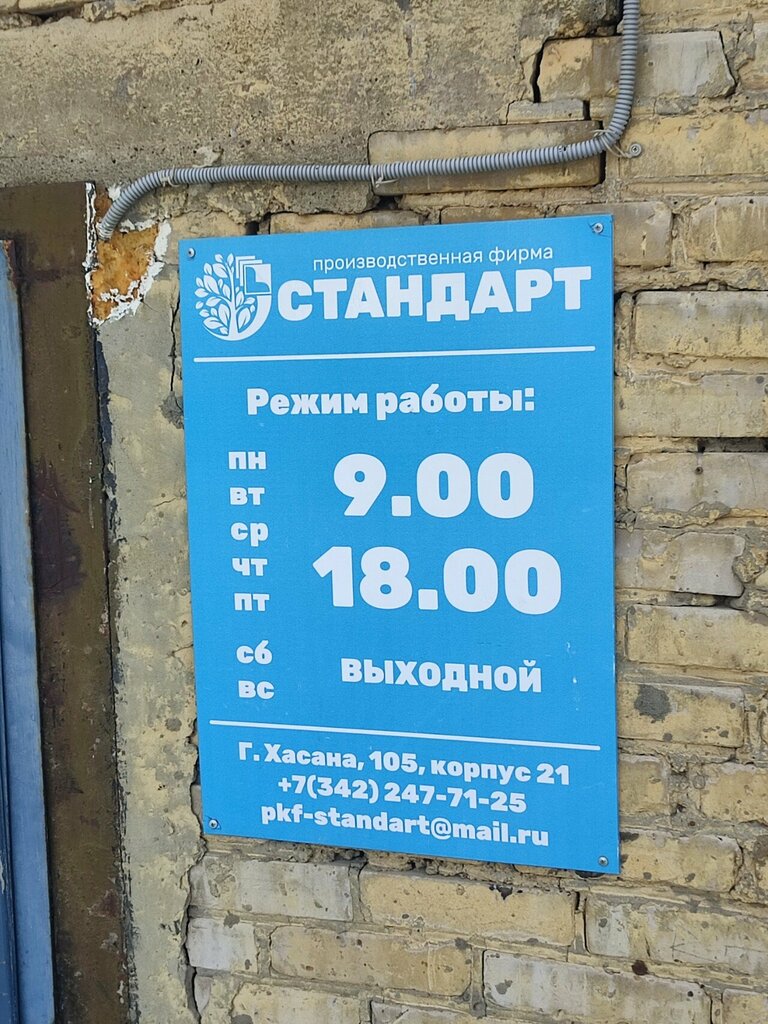 производственная фирма
СТАНДАРТ
Режим работы:
пн
вт
ср
чт
пт
9.00
18.00
сб
вс
выходной
Г. Хасана, 105, корпус 21
+7(342) 247-71-25
pkf-standart@mail.ru